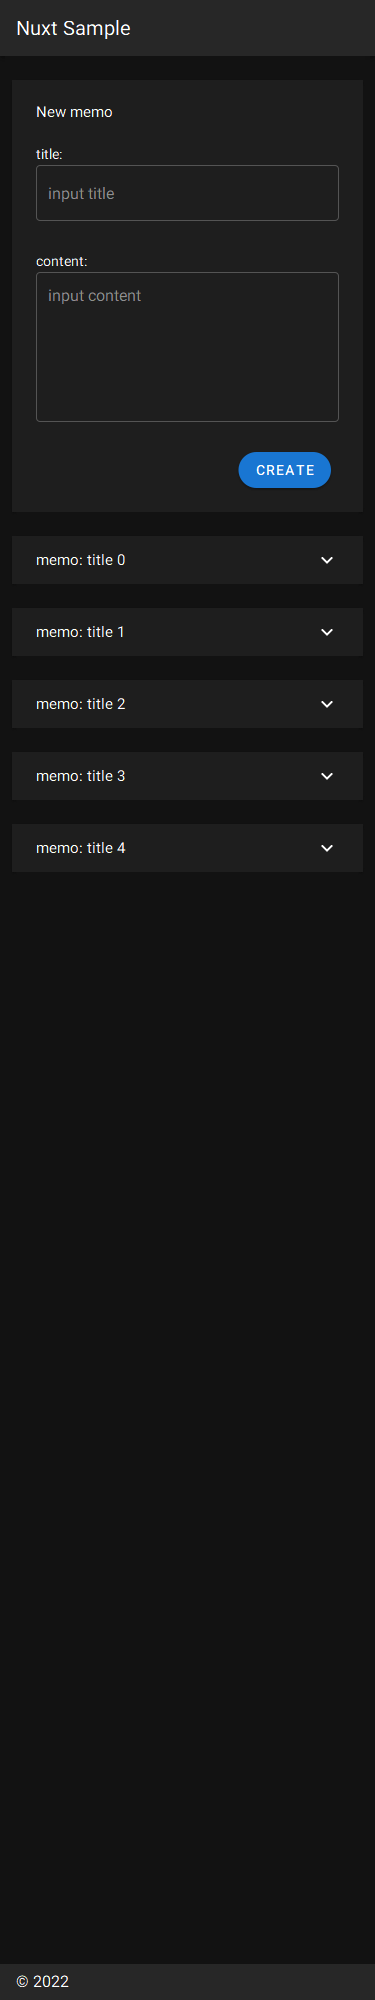 Nuxt Sample
New memo
title:
input title
content:
input content
CREATE
memo: title 0
memo: title 1
memo: title 2
memo: title 3
memo: title 4
© 2022